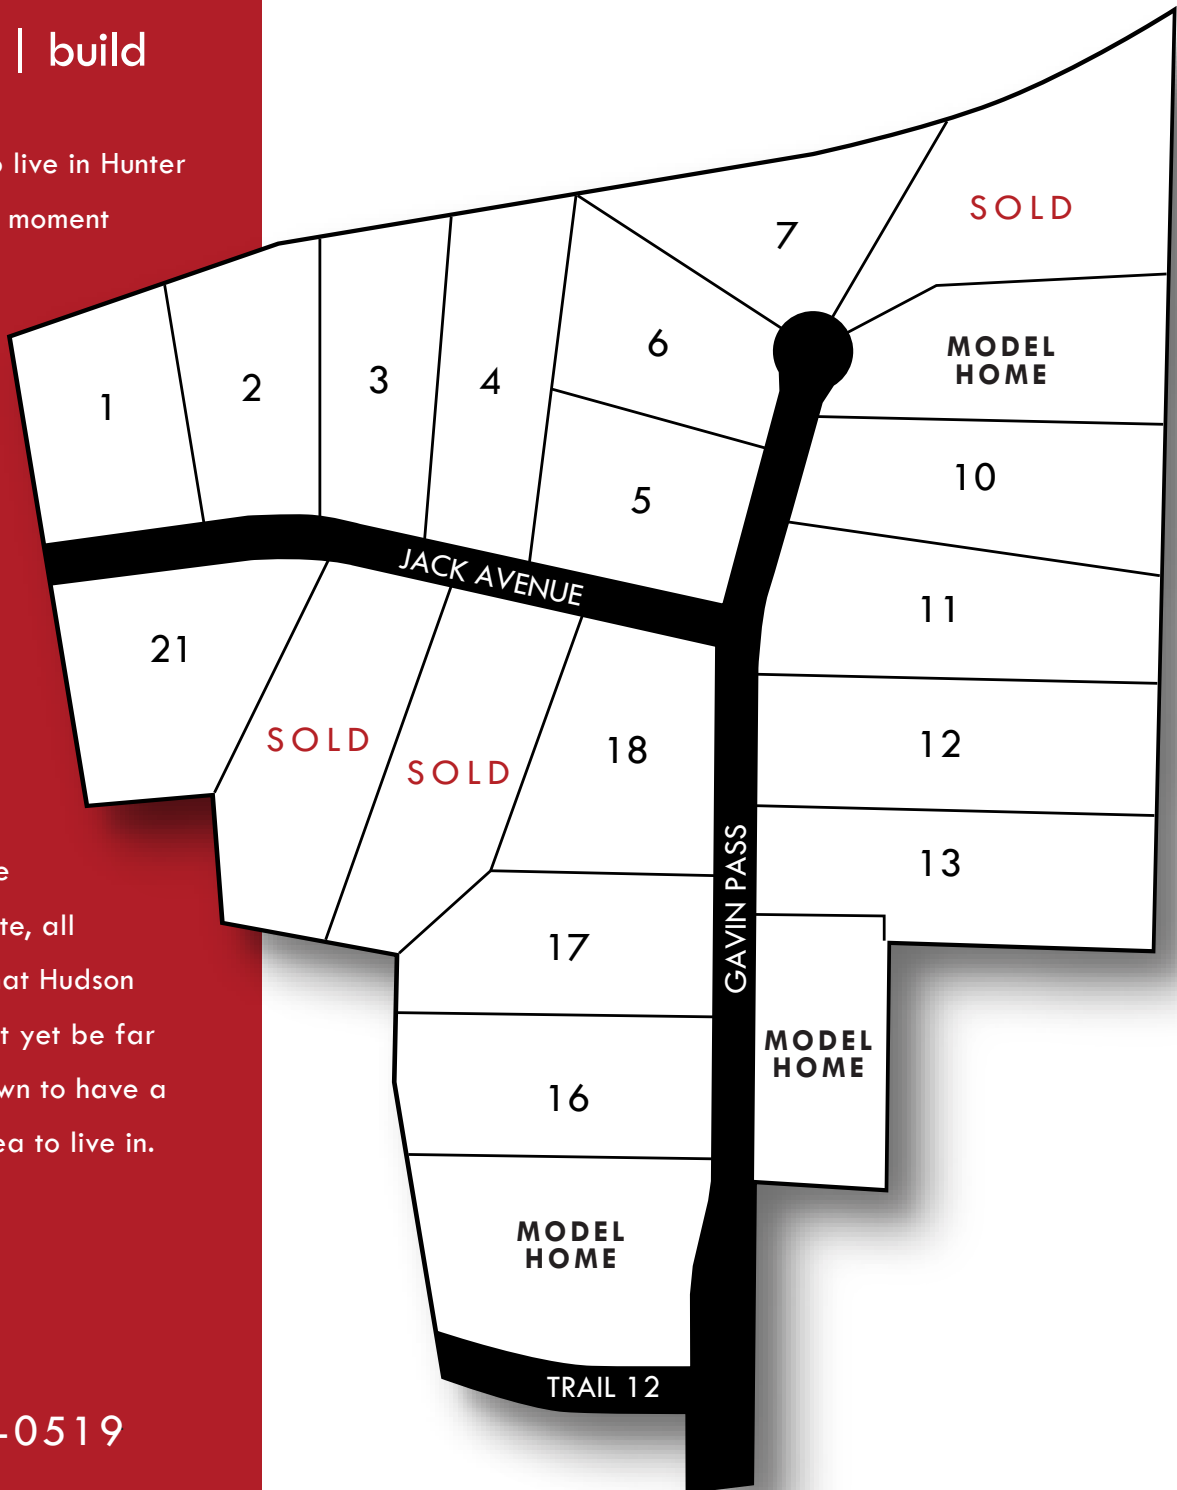 | build
live in Hunter
moment
at Hudson
t yet be far
wn to have a
ea to live in.
te, all
-0519
7
SOLD
6
MODEL
HOME
1
2
3
4
5
10
JACK AVENUE
11
21
SOLD
SOLD
18
12
13
GAVIN PASS
17
MODEL
HOME
16
MODEL
HOME
TRAIL 12